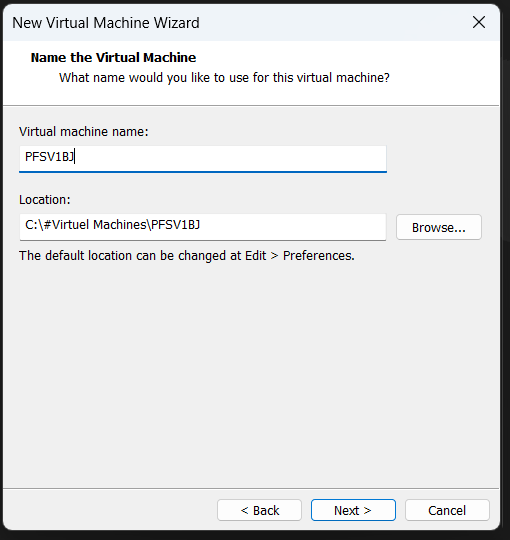 New Virtual Machine Wizard
Name the Virtual Machine
What name would you like to use for this virtual machine?
Virtual machine name:
PFSV1BJ
Location:
C:\#Virtuel Machines\PFSV1BJ
Browse...
The default location can be changed at Edit > Preferences.
< Back
Next >
Cancel